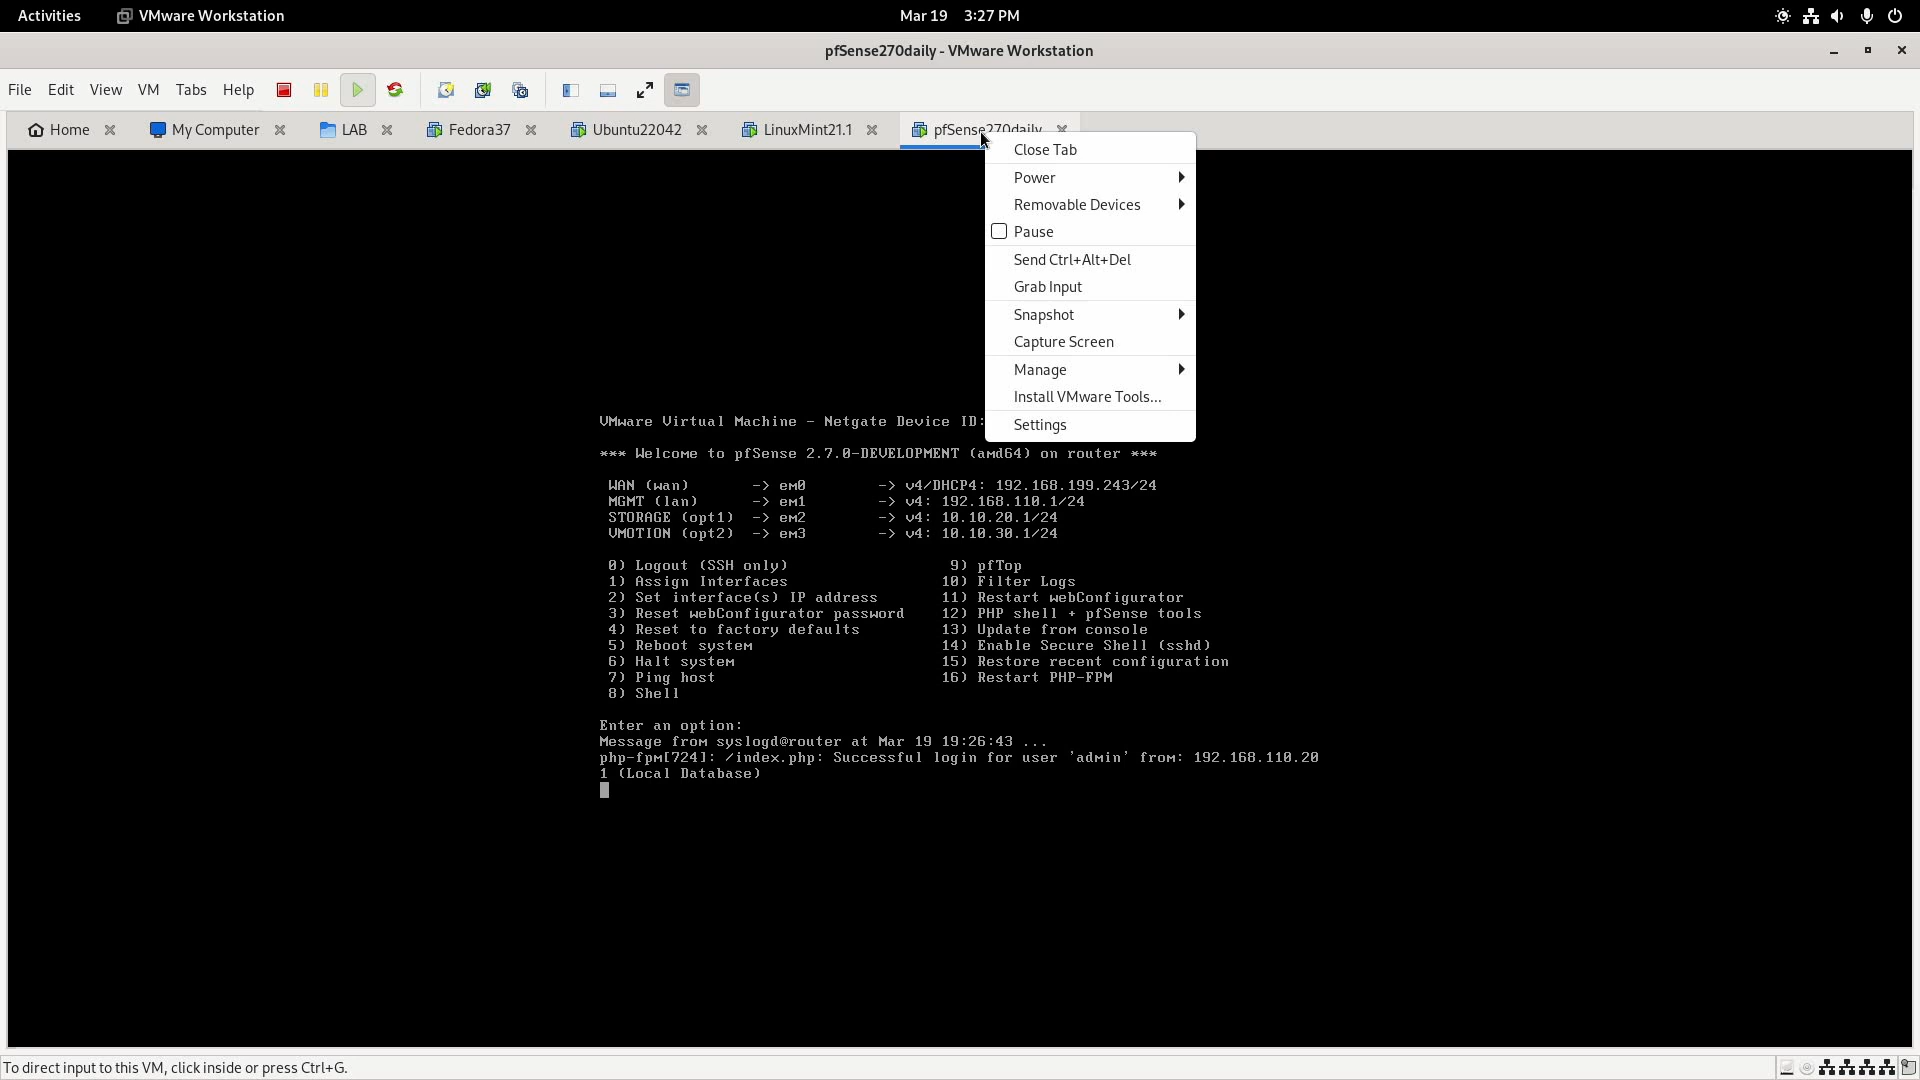 Activities VMware Workstation Mar 19 3:27 PM
pfSense270daily - VMware Workstation
File Edit View VM Tabs Help
Home My Computer LAB Fedora37 Ubuntu22042 LinuxMint21.1 pfSense270daily
Close Tab
Power
Removable Devices
Pause
Send Ctrl+Alt+Del
Grab Input
Snapshot
Capture Screen
Manage
Install VMware Tools...
Settings
VMware Virtual Machine - Netgate Device ID:
*** Welcome to pfSense 2.7.0-DEVELOPMENT (amd64) on router ***
WAN (wan) -> em0 -> v4/DHCP4: 192.168.199.243/24
MGMT (lan) -> em1 -> v4: 192.168.110.1/24
STORAGE (opt1) -> em2 -> v4: 10.10.20.1/24
VMOTION (opt2) -> em3 -> v4: 10.10.30.1/24
0) Logout (SSH only) 9) pfTop
1) Assign Interfaces 10) Filter Logs
2) Set interface(s) IP address 11) Restart webConfigurator
3) Reset webConfigurator password 12) PHP shell + pfSense tools
4) Reset to factory defaults 13) Update from console
5) Reboot system 14) Enable Secure Shell (sshd)
6) Halt system 15) Restore recent configuration
7) Ping host 16) Restart PHP-FPM
8) Shell
Enter an option:
Message from syslogd@router at Mar 19 19:26:43 ...
php-fpm[724]: /index.php: Successful login for user 'admin' from: 192.168.110.20
1 (Local Database)
To direct input to this VM, click inside or press Ctrl+G.